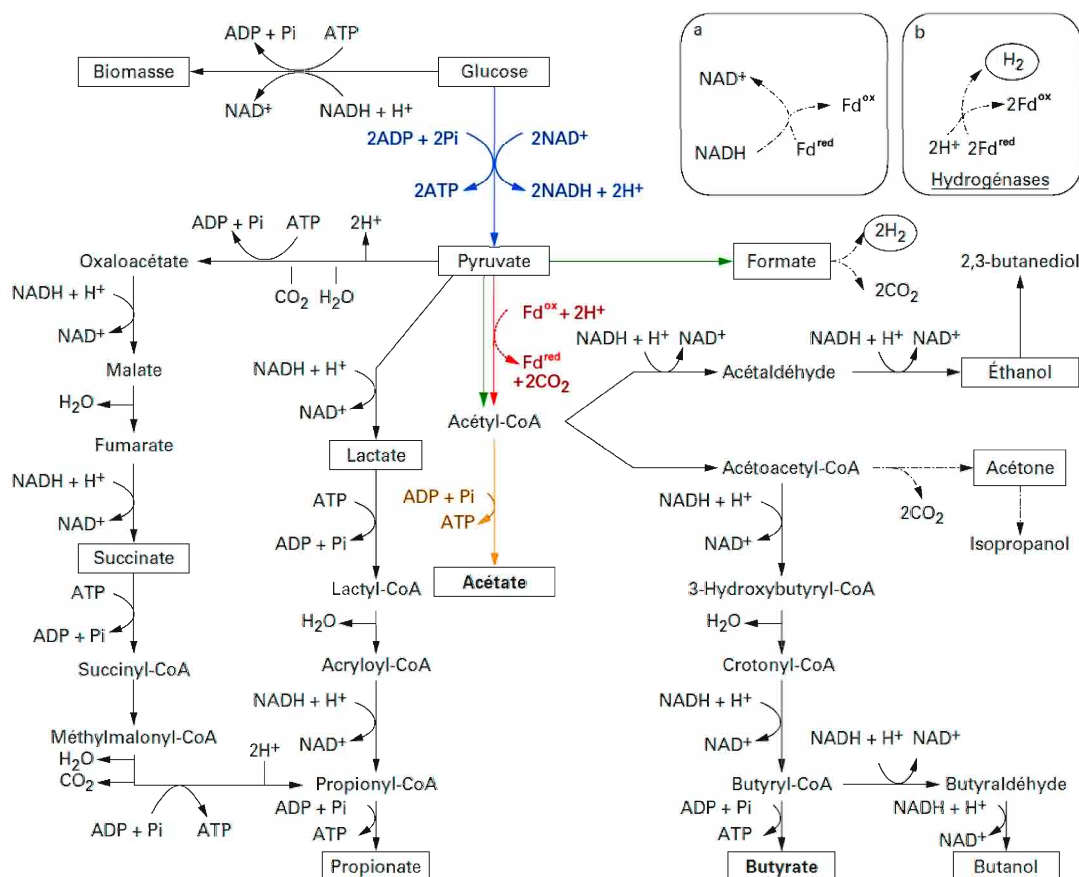 a
b
ADP + Pi
ATP
Biomasse
Glucose
NAD⁺
NADH + H⁺
NAD⁺
Fdᵒˣ
NADH
Fdʳᵉᵈ
H₂
2Fdᵒˣ
2H⁺
2Fdʳᵉᵈ
Hydrogénases
2ADP + 2Pi
2NAD⁺
2ATP
2NADH + 2H⁺
ADP + Pi
ATP
2H⁺
Oxaloacétate
Pyruvate
Formate
2H₂
2CO₂
CO₂
H₂O
2,3-butanediol
NADH + H⁺
NAD⁺
Malate
H₂O
Fumarate
NADH + H⁺
NAD⁺
Succinate
ATP
ADP + Pi
Succinyl-CoA
Méthylmalonyl-CoA
H₂O
CO₂
2H⁺
ADP + Pi
ATP
NADH + H⁺
NAD⁺
Lactate
ATP
ADP + Pi
Lactyl-CoA
H₂O
Acryloyl-CoA
NADH + H⁺
NAD⁺
Propionyl-CoA
ADP + Pi
ATP
Propionate
Fdᵒˣ + 2H⁺
Fdʳᵉᵈ
+ 2CO₂
Acétyl-CoA
ADP + Pi
ATP
Acétate
NADH + H⁺
NAD⁺
Acétaldéhyde
NADH + H⁺
NAD⁺
Éthanol
Acétoacetyl-CoA
Acétone
2CO₂
Isopropanol
NADH + H⁺
NAD⁺
3-Hydroxybutyryl-CoA
H₂O
Crotonyl-CoA
NADH + H⁺
NAD⁺
NADH + H⁺
NAD⁺
Butyryl-CoA
Butyraldéhyde
ADP + Pi
ATP
NADH + H⁺
NAD⁺
Butyrate
Butanol